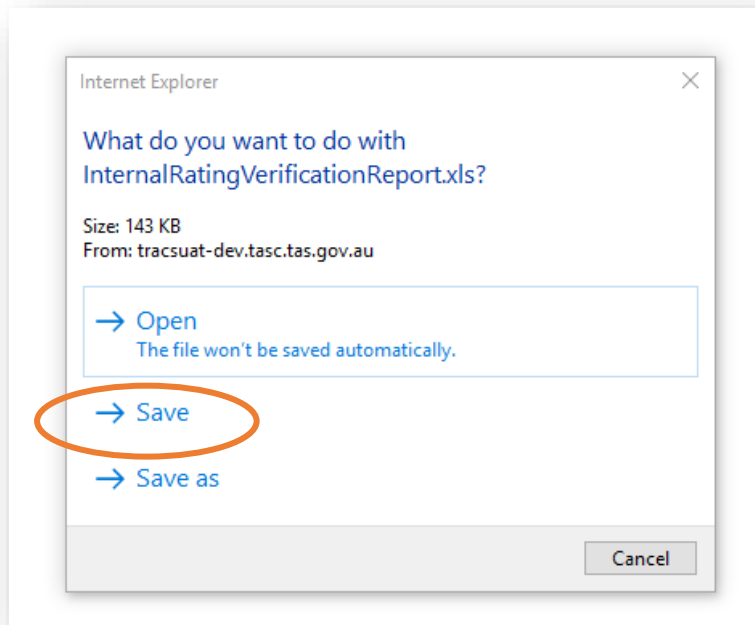 Internet Explorer
What do you want to do with
InternalRatingVerificationReport.xls?
Size: 143 KB
From: tracsuat-dev.tasc.tas.gov.au
Open
The file won't be saved automatically.
Save
Save as
Cancel